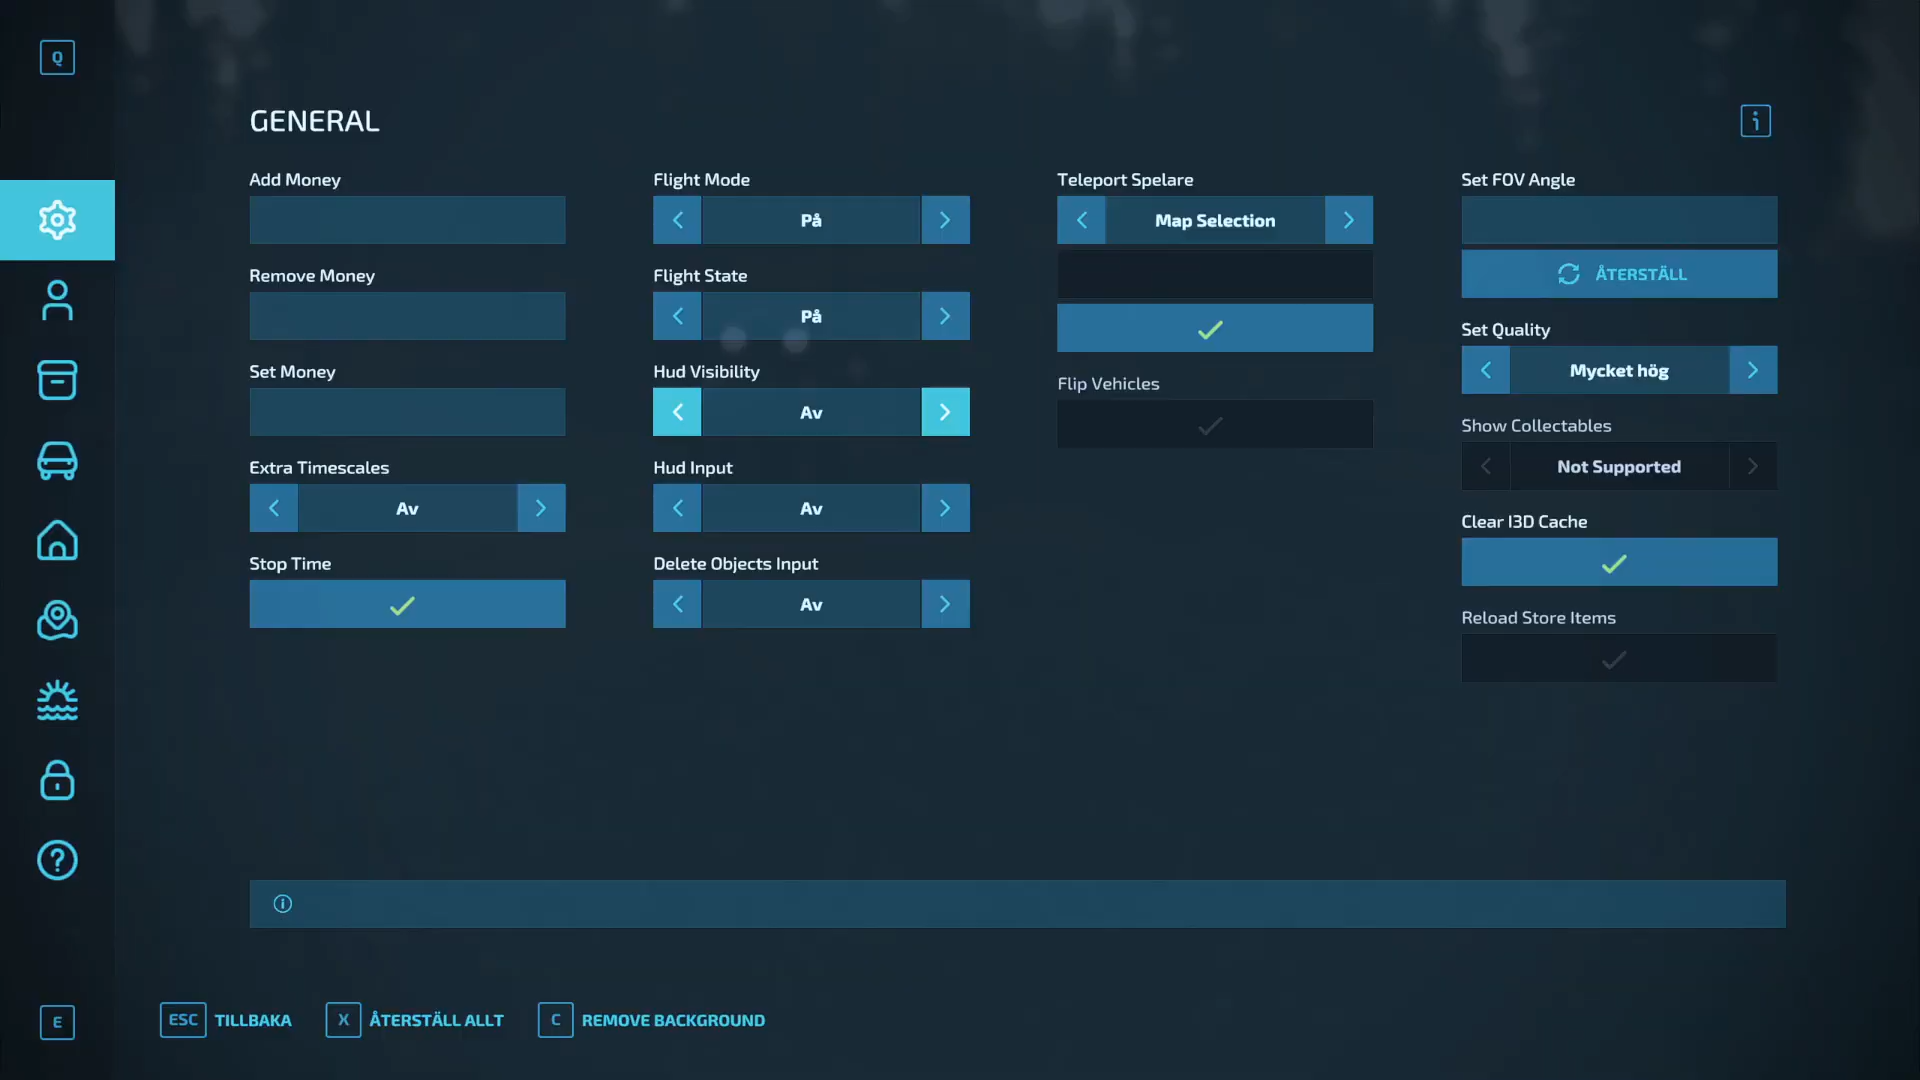 Q
GENERAL
Add Money
Remove Money
Set Money
Extra Timescales
Av
Stop Time
Flight Mode
På
Flight State
På
Hud Visibility
Av
Hud Input
Av
Delete Objects Input
Av
Teleport Spelare
Map Selection
Flip Vehicles
Set FOV Angle
ÅTERSTÄLL
Set Quality
Mycket hög
Show Collectables
Not Supported
Clear I3D Cache
Reload Store Items
E
ESC TILLBAKA X ÅTERSTÄLL ALLT C REMOVE BACKGROUND